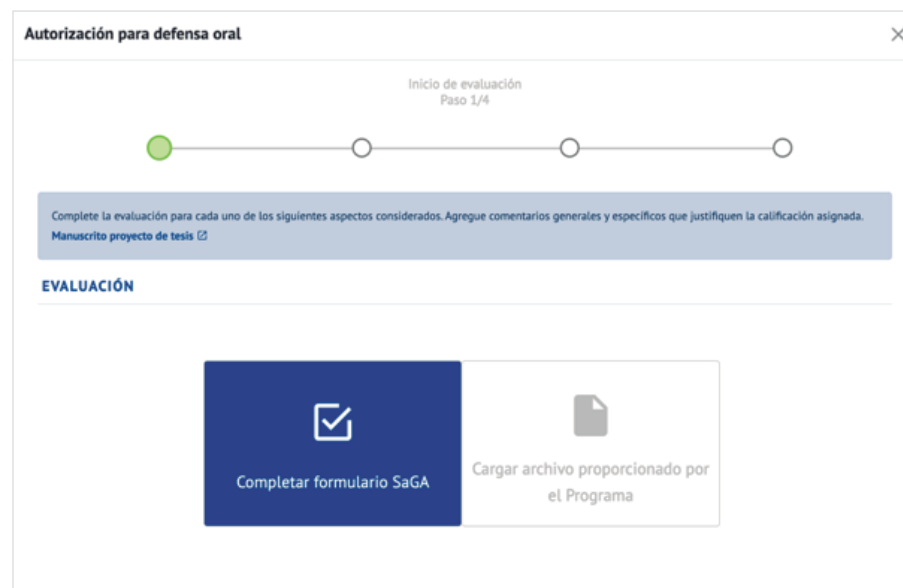 Autorización para defensa oral
Inicio de evaluación
Paso 1/4
Complete la evaluación para cada uno de los siguientes aspectos considerados. Agregue comentarios generales y específicos que justifiquen la calificación asignada.
Manuscrito proyecto de tesis
EVALUACIÓN
Completar formulario SaGA
Cargar archivo proporcionado por
el Programa